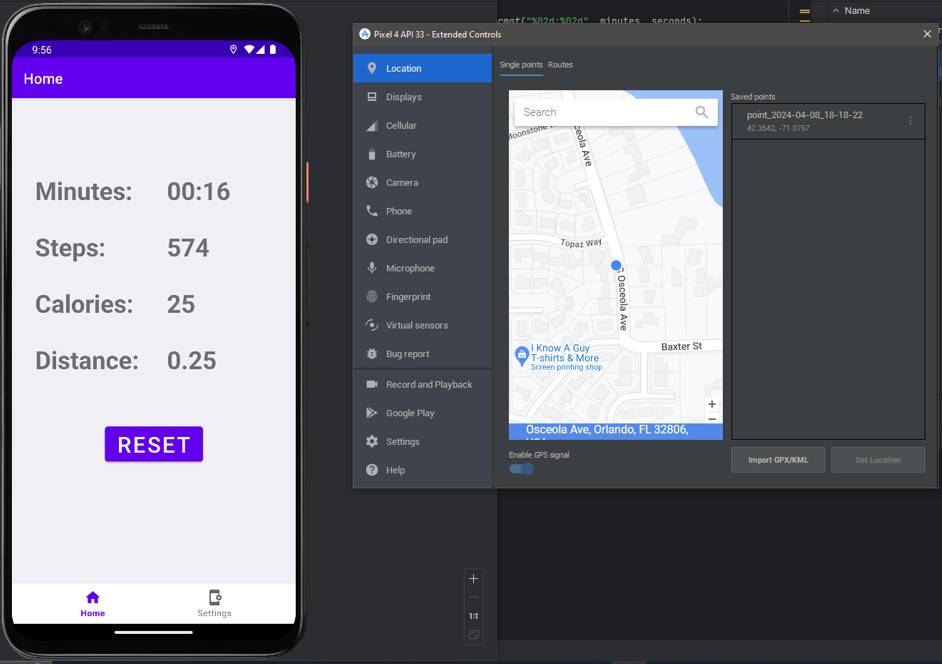 rmat("%02d:%02d", minutes, seconds);
Name
9:56
Home
Minutes: 00:16
Steps: 574
Calories: 25
Distance: 0.25
RESET
Home
Settings
1:1
Pixel 4 API 33 - Extended Controls
Location
Displays
Cellular
Battery
Camera
Phone
Directional pad
Microphone
Fingerprint
Virtual sensors
Bug report
Record and Playback
Google Play
Settings
Help
Single points Routes
Search
Moonstone
ceola Ave
Topaz Way
S Osceola Ave
Baxter St
I Know A Guy
T-shirts & More
Screen printing shop
Osceola Ave, Orlando, FL 32806,
Enable GPS signal
Saved points
point_2024-04-08_18-18-22
42.3542, -71.0767
Import GPX/KML
Set Location